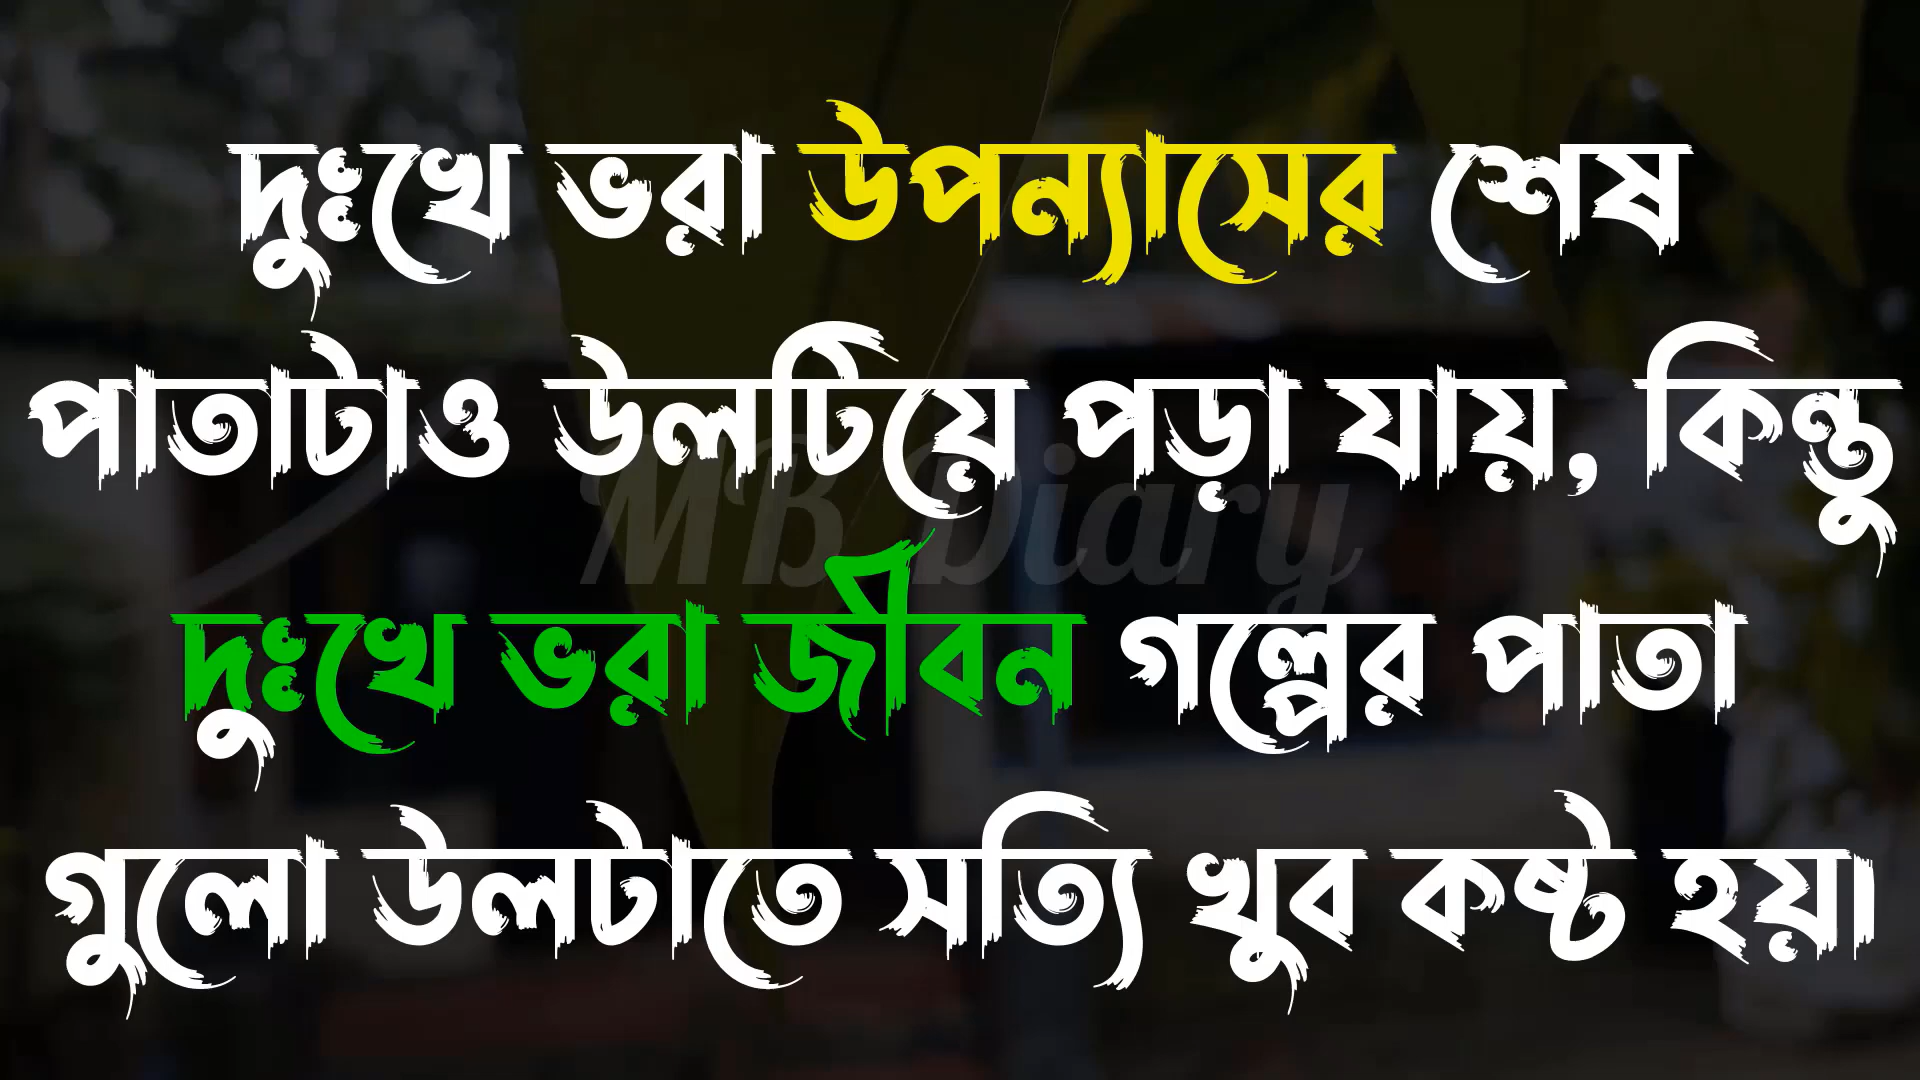 দুঃখে ভরা উপন্যাসের শেষ
পাতাটাও উলটিয়ে পড়া যায়, কিন্তু
MB Diary
দুঃখে ভরা জীবন গল্পের পাতা
গুলো উলটাতে সত্যি খুব কষ্ট হয়।